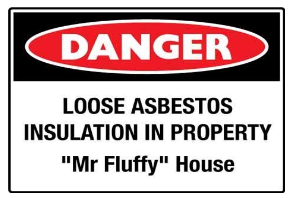 DANGER
LOOSE ASBESTOS
INSULATION IN PROPERTY
"Mr Fluffy" House